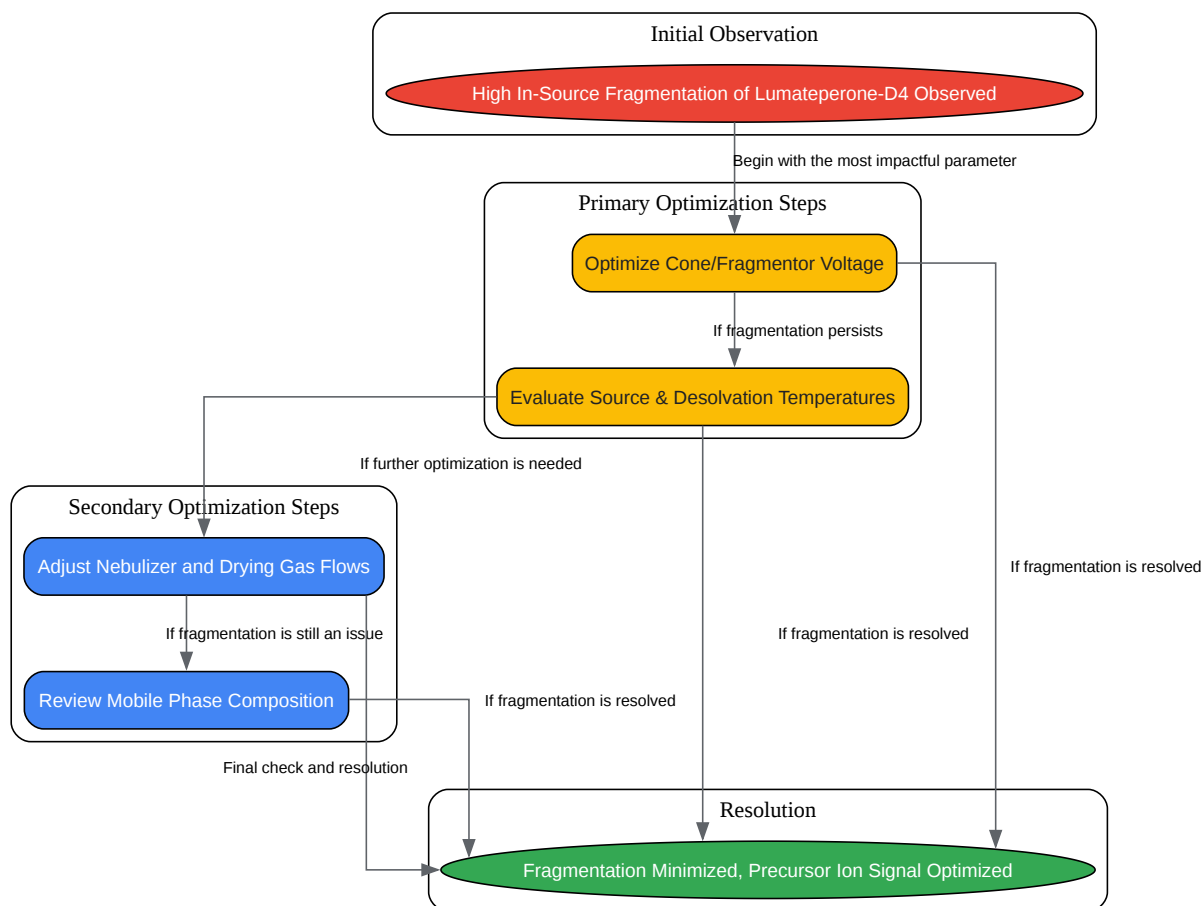 Initial Observation
High In-Source Fragmentation of Lumateperone-D4 Observed
Begin with the most impactful parameter
Primary Optimization Steps
Optimize Cone/Fragmentor Voltage
If fragmentation persists
Evaluate Source & Desolvation Temperatures
If further optimization is needed
Secondary Optimization Steps
Adjust Nebulizer and Drying Gas Flows
If fragmentation is resolved
If fragmentation is still an issue
If fragmentation is resolved
Review Mobile Phase Composition
If fragmentation is resolved
Final check and resolution
Resolution
Fragmentation Minimized, Precursor Ion Signal Optimized